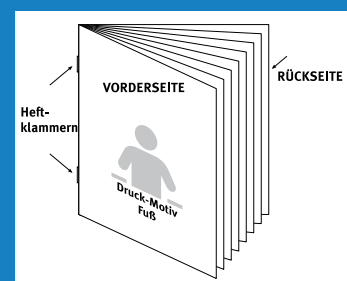 VORDERSEITE
RÜCKSEITE
Heft-
klammern
Druck-Motiv
Fuß